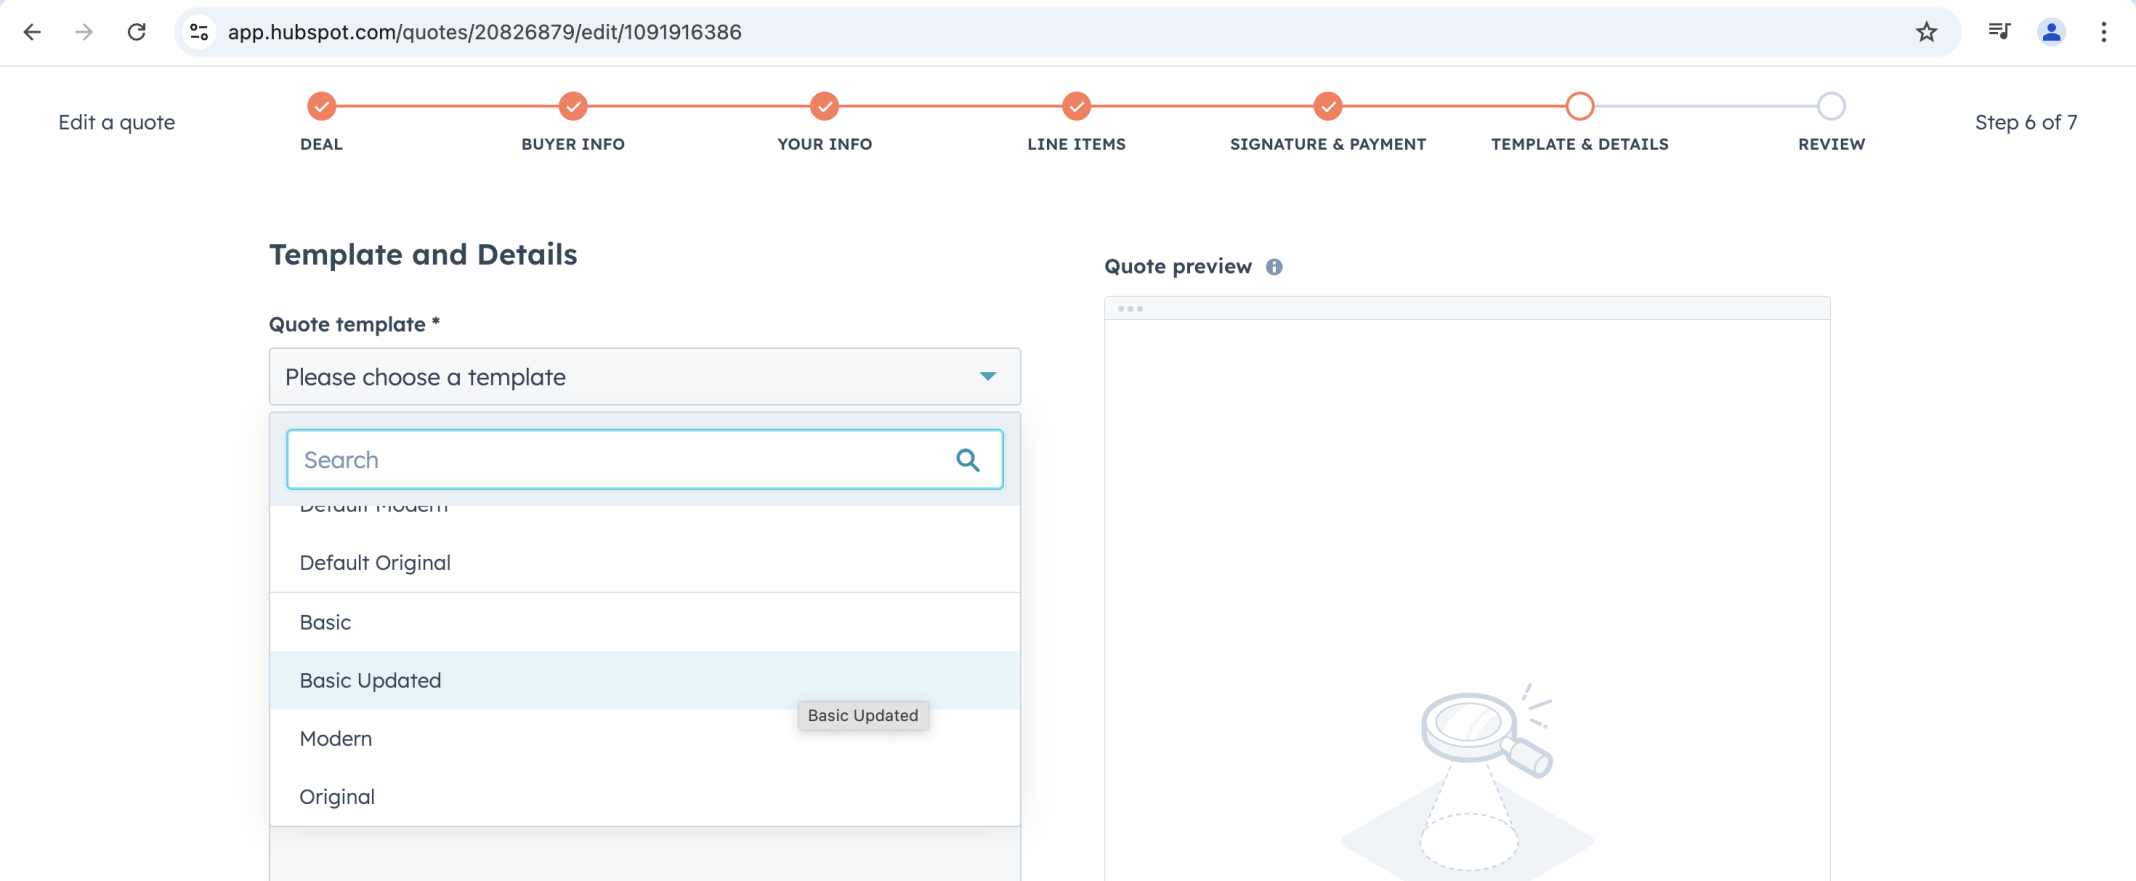 app.hubspot.com/quotes/20826879/edit/1091916386
Edit a quote
DEAL
BUYER INFO
YOUR INFO
LINE ITEMS
SIGNATURE & PAYMENT
TEMPLATE & DETAILS
REVIEW
Step 6 of 7
Template and Details
Quote preview
Quote template *
Please choose a template
Search
Default Modern
Default Original
Basic
Basic Updated
Basic Updated
Modern
Original